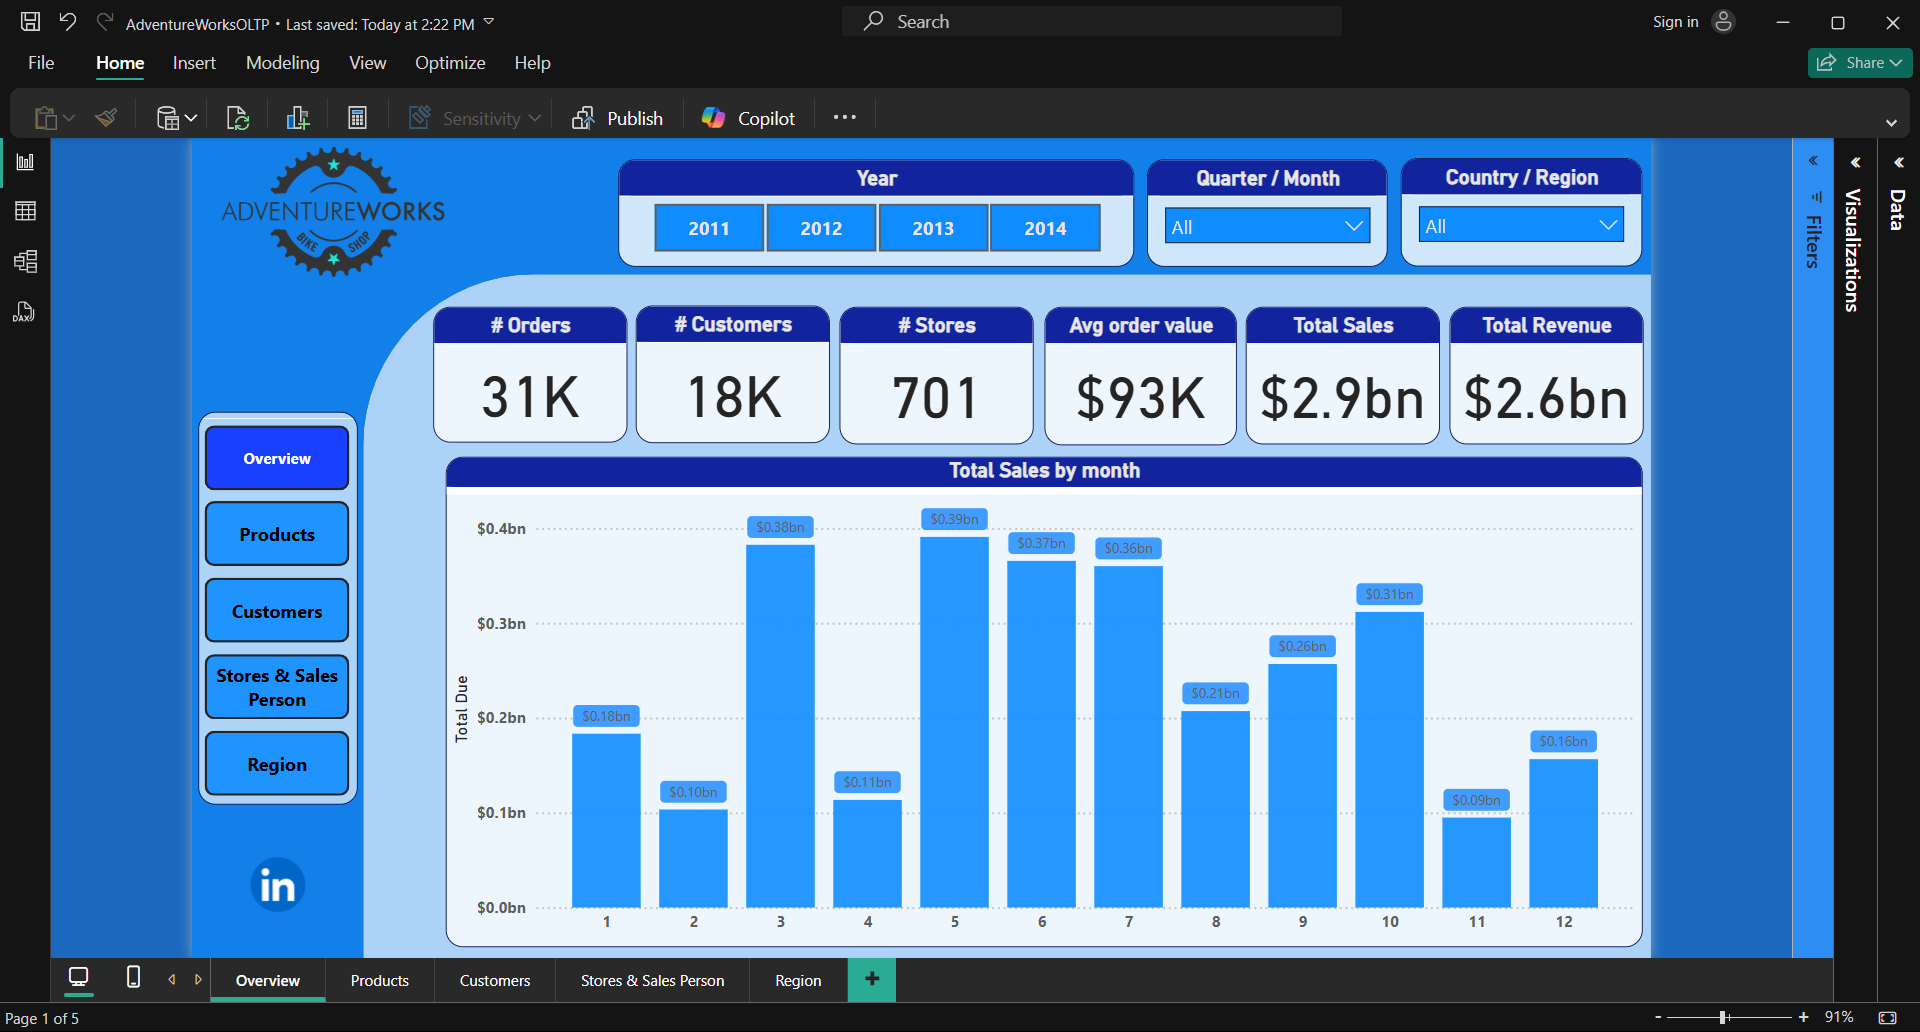 AdventureWorksOLTP • Last saved: Today at 2:22 PM
Search
Sign in
File
Home
Insert
Modeling
View
Optimize
Help
Share
Sensitivity
Publish
Copilot
ADVENTUREWORKS
BIKE SHOP
Year
2011
2012
2013
2014
Quarter / Month
All
Country / Region
All
Filters
Visualizations
Data
DAX
# Orders
31K
# Customers
18K
# Stores
701
Avg order value
$93K
Total Sales
$2.9bn
Total Revenue
$2.6bn
Overview
Products
Customers
Stores & Sales
Person
Region
in
Total Sales by month
Total Due
$0.4bn
$0.3bn
$0.2bn
$0.1bn
$0.0bn
$0.18bn
$0.10bn
$0.38bn
$0.11bn
$0.39bn
$0.37bn
$0.36bn
$0.21bn
$0.26bn
$0.31bn
$0.09bn
$0.16bn
1 2 3 4 5 6 7 8 9 10 11 12
Overview
Products
Customers
Stores & Sales Person
Region
+
Page 1 of 5
- + 91%